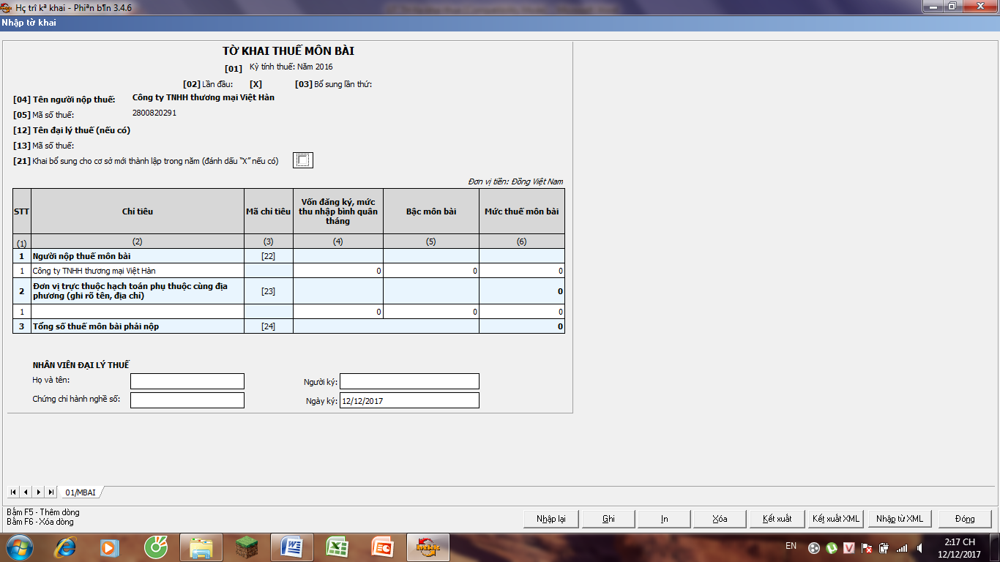 Hç trî kª khai - Phiªn b¶n 3.4.6
Nhập tờ khai
TỜ KHAI THUẾ MÔN BÀI
[01] Kỳ tính thuế: Năm 2016
[02] Lần đầu: [X] [03] Bổ sung lần thứ:
[04] Tên người nộp thuế: Công ty TNHH thương mại Việt Hàn
[05] Mã số thuế: 2800820291
[12] Tên đại lý thuế (nếu có)
[13] Mã số thuế:
[21] Khai bổ sung cho cơ sở mới thành lập trong năm (đánh dấu “X” nếu có)
Đơn vị tiền: Đồng Việt Nam
STT Chỉ tiêu Mã chỉ tiêu Vốn đăng ký, mức thu nhập bình quân tháng Bậc môn bài Mức thuế môn bài
(1) (2) (3) (4) (5) (6)
1 Người nộp thuế môn bài [22]
1 Công ty TNHH thương mại Việt Hàn 0 0 0
2 Đơn vị trực thuộc hạch toán phụ thuộc cùng địa phương (ghi rõ tên, địa chỉ) [23] 0
1 0 0 0
3 Tổng số thuế môn bài phải nộp [24] 0
NHÂN VIÊN ĐẠI LÝ THUẾ
Họ và tên: Người ký:
Chứng chỉ hành nghề số: Ngày ký: 12/12/2017
01/MBAI
Bấm F5 - Thêm dòng
Bấm F6 - Xóa dòng
Nhập lại Ghi In Xóa Kết xuất Kết xuất XML Nhập từ XML Đóng
EN
2:17 CH
12/12/2017